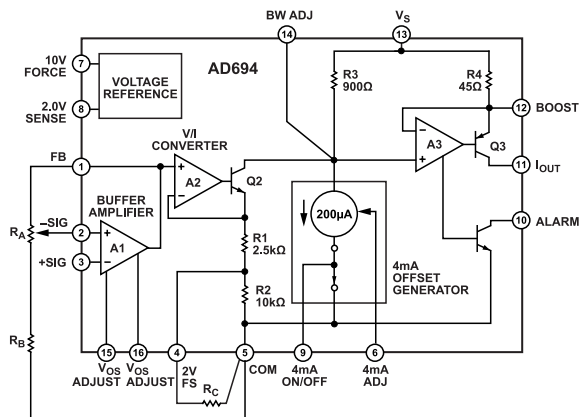 BW ADJ
VS
14
13
10V
FORCE
7
VOLTAGE
REFERENCE
AD694
R3
900Ω
R4
45Ω
2.0V
SENSE
8
12
BOOST
V/I
CONVERTER
A3
Q3
FB
1
A2
Q2
11
IOUT
BUFFER
AMPLIFIER
200µA
10
ALARM
RA
–SIG
2
A1
+SIG
3
R1
2.5kΩ
4mA
OFFSET
GENERATOR
R2
10kΩ
RB
15
16
4
5
9
6
VOS
ADJUST
VOS
ADJUST
2V
FS
COM
4mA
ON/OFF
4mA
ADJ
RC